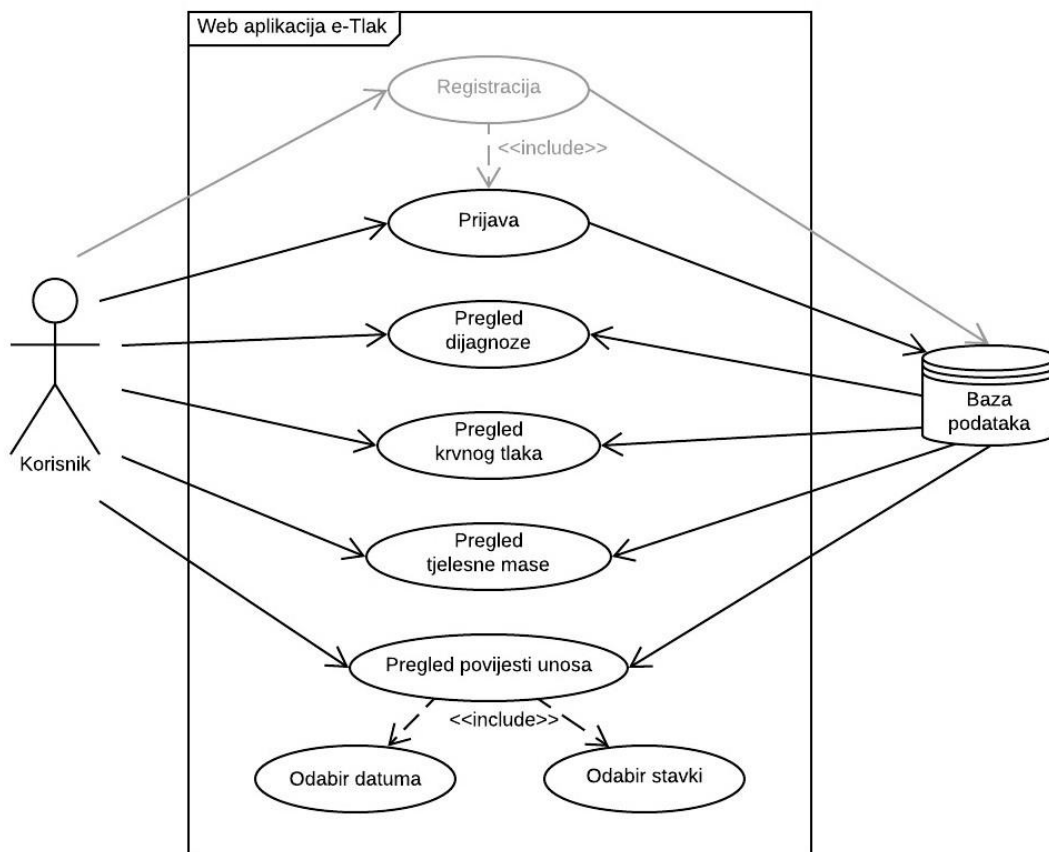 Web aplikacija e-Tlak
Registracija
<<include>>
Prijava
Pregled
dijagnoze
Baza
podataka
Pregled
krvnog tlaka
Korisnik
Pregled
tjelesne mase
Pregled povijesti unosa
<<include>>
Odabir datuma
Odabir stavki